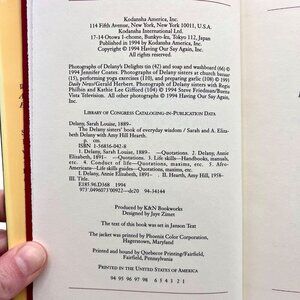 Kodansha America, Inc.
114 Fifth Avenue, New York, New York 10011, U.S.A.
Kodansha International Ltd.
17-14 Otowa 1-chome, Bunkyo-ku, Tokyo 112, Japan
Published in 1994 by Kodansha America, Inc.
Copyright © 1994 Having Our Say Again, Inc.
All rights reserved.
Photographs of Delany's Delights tin (42) and soap and washboard (66) ©
1994 Jennifer Coates. Photographs of Delany sisters at church bazaar
(15), performing yoga exercises (110), and preparing garlic (108) © 1991
Daily News/Gerald Herbert. Photographs of Delany sisters with Regis
Philbin and Kathie Lee Gifford (104) © 1994 Steve Friedman/Buena
Vista Television. All other photographs © 1994 Having Our Say Again,
Inc.
Library of Congress Cataloging-in-Publication Data
Delany, Sarah Louise, 1889-
The Delany sisters' book of everyday wisdom / Sarah and A. Elizabeth
Delany with Amy Hill Hearth.
p. cm.
ISBN 1-56836-042-8
1. Delany, Sarah Louise, 1889- —Quotations. 2. Delany, Annie
Elizabeth, 1891- —Quotations. 3. Life skills—Handbooks, manuals,
etc. 4. Conduct of life—Quotations, maxims, etc. 5. Afro-
Americans—Life skills guides—Quotations, maxims, etc.
I. Delany, Annie Elizabeth, 1891- II. Hearth, Amy Hill, 1958-
III. Title.
E185.96.D368 1994
973'.0496073'00922—dc20 94-34144
Produced by K&N Bookworks
Designed by Jaye Zimet
The text of this book was set in Janson Text
The jacket was printed by Phoenix Color Corporation,
Hagerstown, Maryland
Printed and bound by Quebecor Printing/Fairfield,
Fairfield, Pennsylvania
Printed in the United States of America
94 95 96 97 98 6 5 4 3 2 1